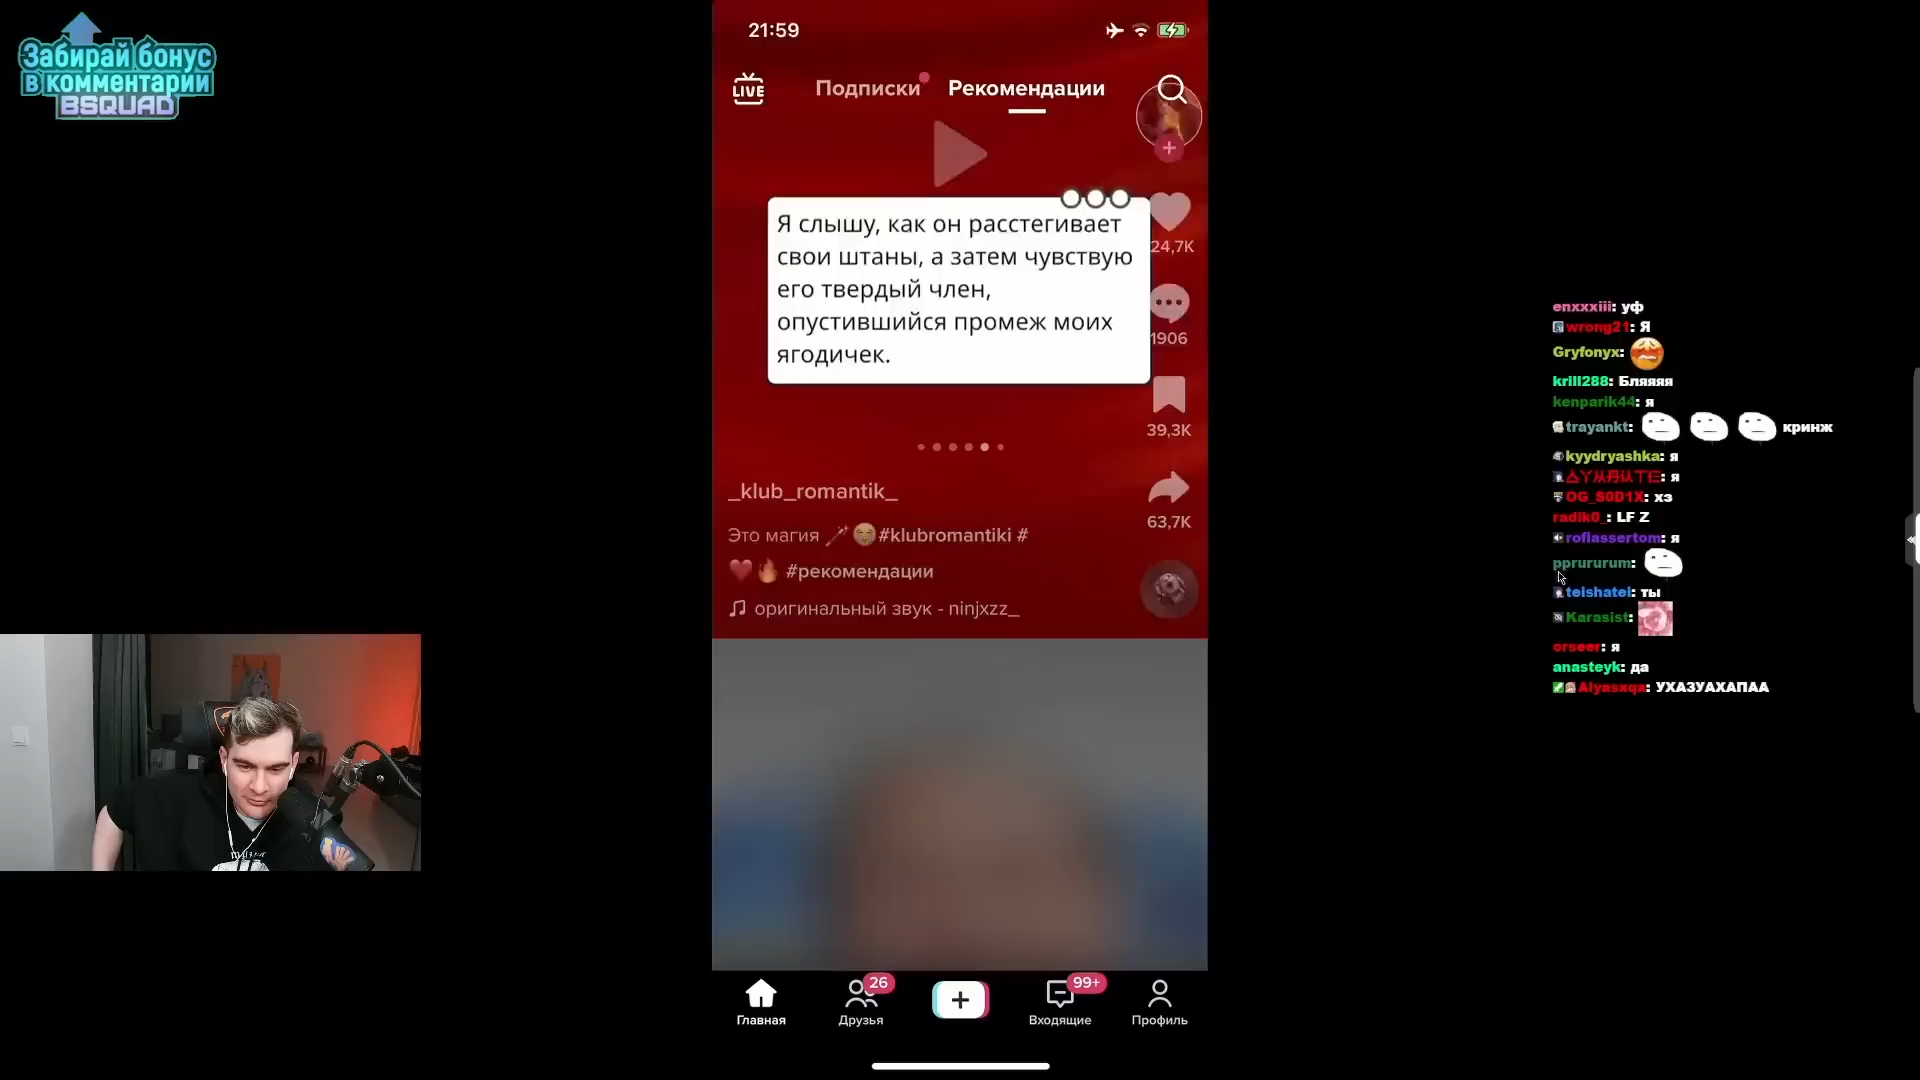 Забирай бонус
в комментарии
BSQUAD
21:59
LIVE
Подписки
Рекомендации
Я слышу, как он расстегивает
свои штаны, а затем чувствую
его твердый член,
опустившийся промеж моих
ягодичек.
24,7K
1906
39,3K
63,7K
_klub_romantik_
Это магия #klubromantiki #
#рекомендации
оригинальный звук - ninjxzz_
Главная
26
Друзья
99+
Входящие
Профиль
enxxxiii: уф
wrong21: Я
Gryfonyx:
krill288: Бляяяя
kenparik44: я
trayankt: кринж
kyydryashka: я
: я
OG_S0D1X: хз
radik0_: LF Z
roflassertom: я
pprururum:
teishatei: ты
Karasist:
orseer: я
anasteyk: да
Alyasxqa: УХАЗУАХАПАА